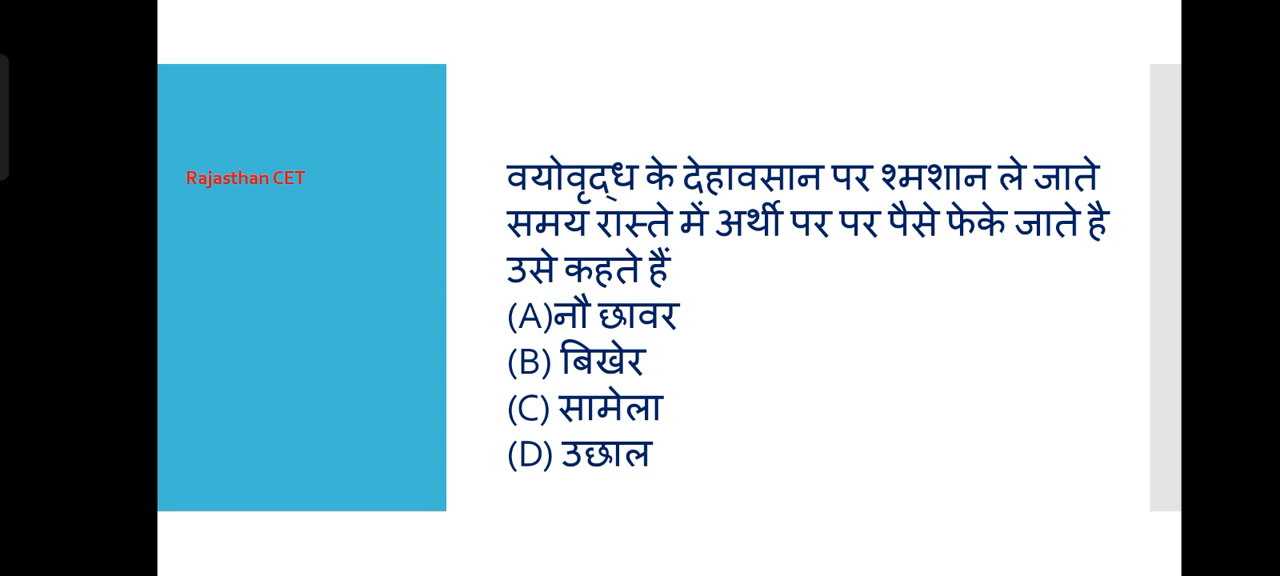 Rajasthan CET
वयोवृद्ध के देहावसान पर श्मशान ले जाते
समय रास्ते में अर्थी पर पर पैसे फेके जाते है
उसे कहते हैं
(A)नौ छावर
(B) बिखेर
(C) सामेला
(D) उछाल